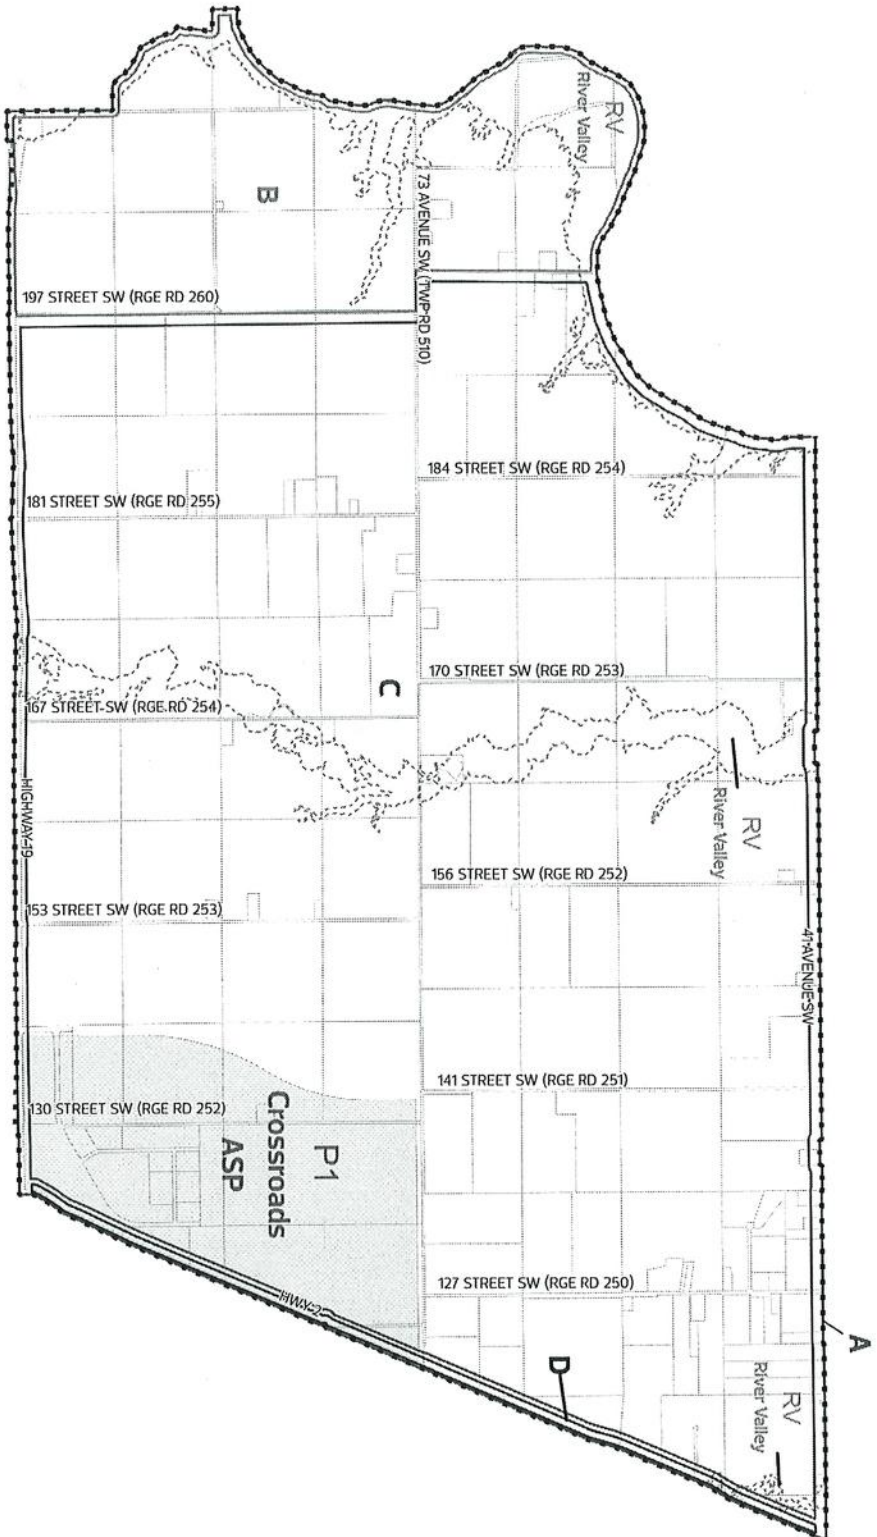 RV
River Valley
B
73 AVENUE SW (TWP RD 510)
197 STREET SW (RGE RD 260)
184 STREET SW (RGE RD 254)
181 STREET SW (RGE RD 255)
170 STREET SW (RGE RD 253)
C
167 STREET SW (RGE RD 254)
RV
River Valley
HIGHWAY 19
156 STREET SW (RGE RD 252)
153 STREET SW (RGE RD 253)
41 AVENUE SW
141 STREET SW (RGE RD 251)
130 STREET SW (RGE RD 252)
P1
Crossroads
ASP
127 STREET SW (RGE RD 250)
HWY 2
A
D
RV
River Valley